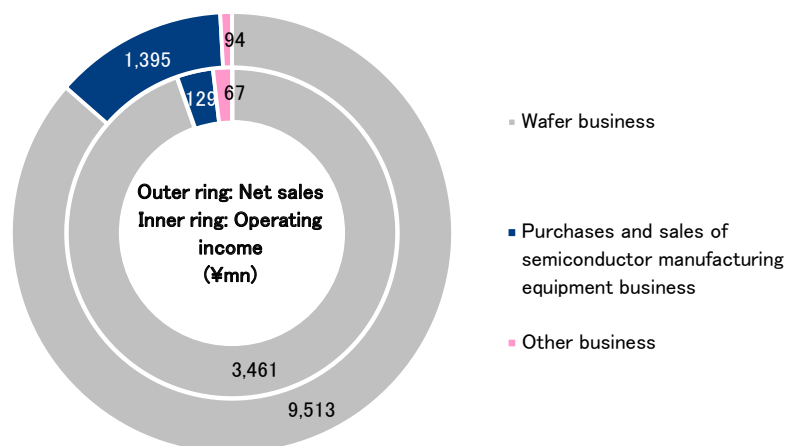 94
1,395
67
129
Wafer business
Outer ring: Net sales
Inner ring: Operating
income
(¥mn)
Purchases and sales of
semiconductor manufacturing
equipment business
Other business
3,461
9,513